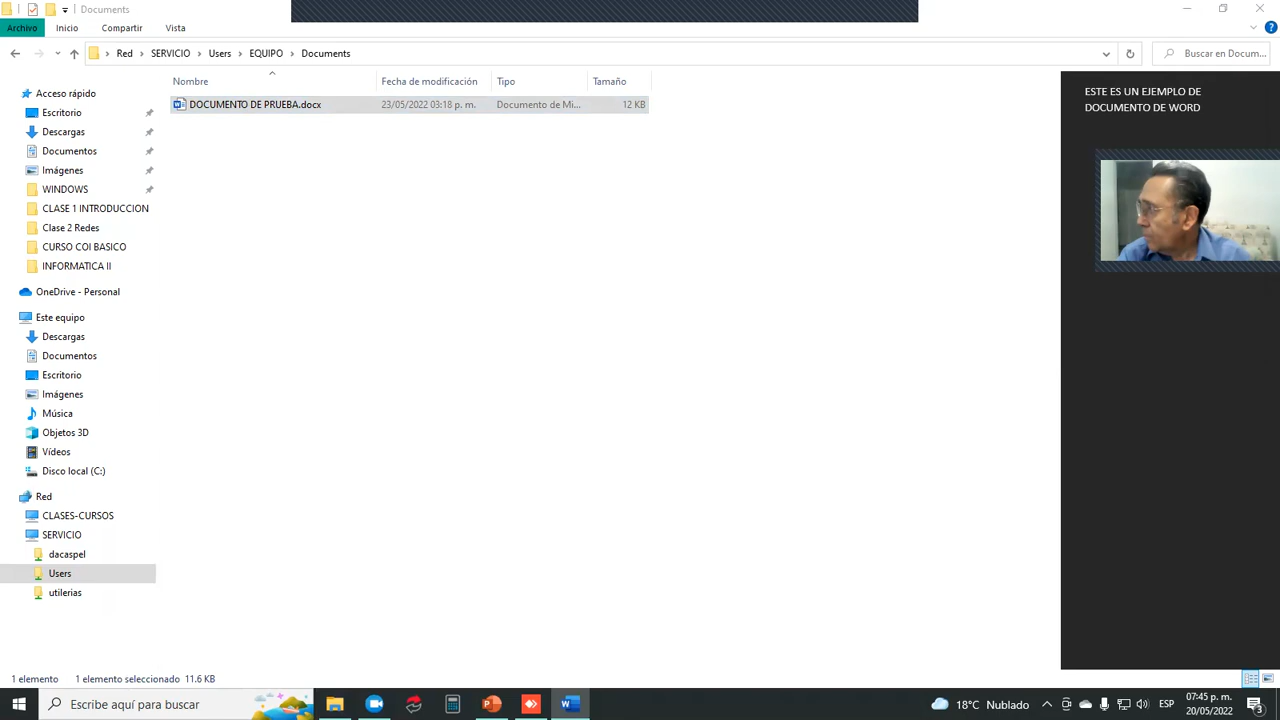 Documents
Archivo
Inicio
Compartir
Vista
Red
SERVICIO
Users
EQUIPO
Documents
Buscar en Docum...
Nombre
Fecha de modificación
Tipo
Tamaño
DOCUMENTO DE PRUEBA.docx
23/05/2022 03:18 p. m.
Documento de Mi...
12 KB
Acceso rápido
Escritorio
Descargas
Documentos
Imágenes
WINDOWS
CLASE 1 INTRODUCCION
Clase 2 Redes
CURSO COI BASICO
INFORMATICA II
OneDrive - Personal
Este equipo
Descargas
Documentos
Escritorio
Imágenes
Música
Objetos 3D
Vídeos
Disco local (C:)
Red
CLASES-CURSOS
SERVICIO
dacaspel
Users
utilerias
ESTE ES UN EJEMPLO DE
DOCUMENTO DE WORD
1 elemento
1 elemento seleccionado 11.6 KB
Escribe aquí para buscar
18°C Nublado
ESP
07:45 p. m.
20/05/2022
3